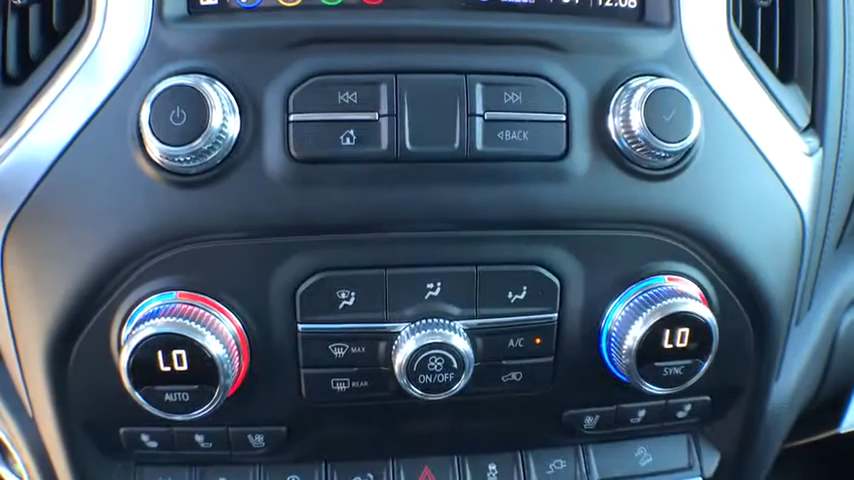 12:08
BACK
MAX
A/C
REAR
ON/OFF
LO
AUTO
LO
SYNC